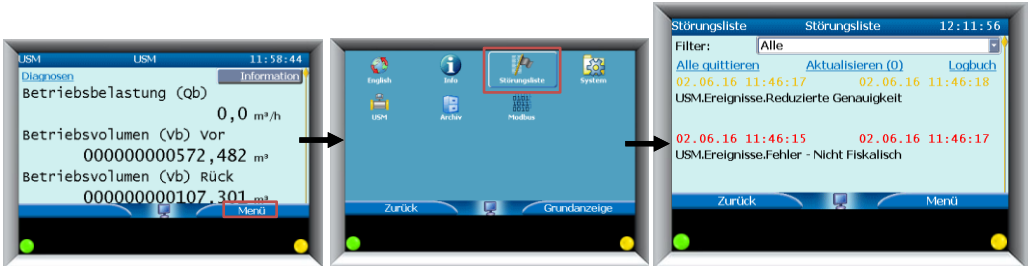 USM USM 11:58:44
Diagnosen Information
Betriebsbelastung (Qb)
0,0 m³/h
Betriebsvolumen (Vb) Vor
000000000572,482 m³
Betriebsvolumen (Vb) Rück
000000000107,301 m³
Menü
English Info Störungsliste System
USM Archiv Modbus
Zurück Grundanzeige
Störungsliste Störungsliste 12:11:56
Filter: Alle
Alle quittieren Aktualisieren (0) Logbuch
02.06.16 11:46:17 02.06.16 11:46:18
USM.Ereignisse.Reduzierte Genauigkeit
02.06.16 11:46:15 02.06.16 11:46:17
USM.Ereignisse.Fehler - Nicht Fiskalisch
Zurück Menü